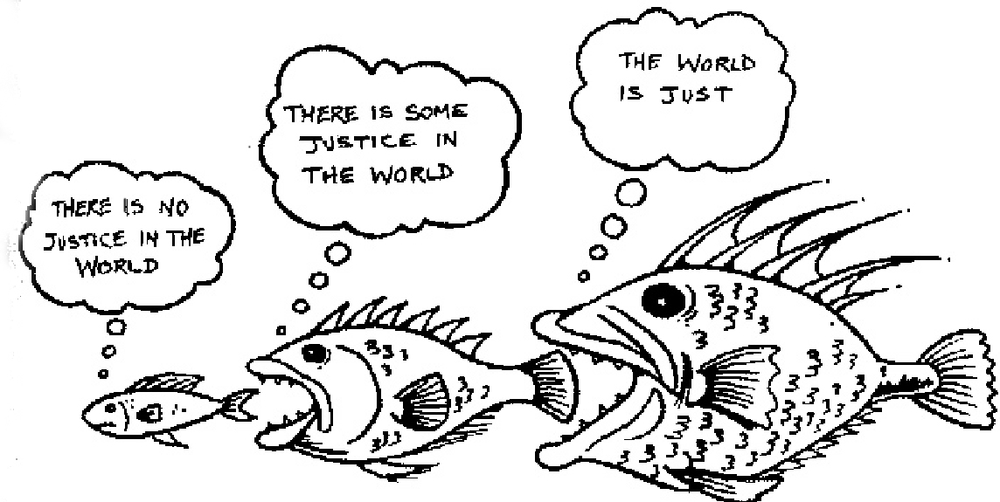 THERE IS NO
JUSTICE IN THE
WORLD
THERE IS SOME
JUSTICE IN
THE WORLD
THE WORLD
IS JUST